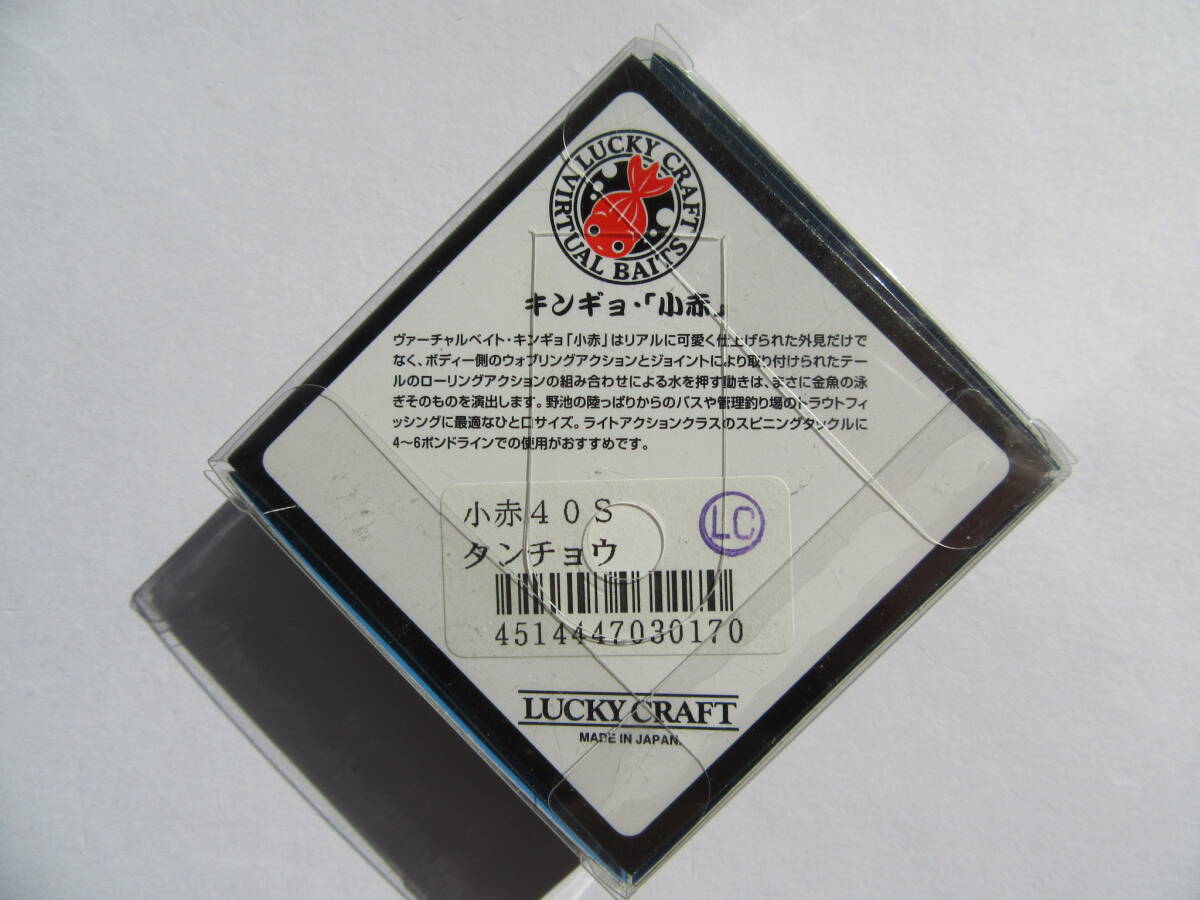 LUCKY CRAFT
VIRTUAL BAITS
キンギョ・「小赤」
ヴァーチャルベイト・キンギョ「小赤」はリアルに可愛く仕上げられた外見だけで
なく、ボディー側のウォブリングアクションとジョイントにより取り付けられたテー
ルのローリングアクションの組み合わせによる水を押す動きは、まさに金魚の泳
ぎそのものを演出します。野池の陸っぱりからのバスや管理釣り場のトラウトフィ
ッシングに最適なひと口サイズ。ライトアクションクラスのスピニングタックルに
4〜6ポンドラインでの使用がおすすめです。
小赤40S
LC
タンチョウ
4514447030170
LUCKY CRAFT
MADE IN JAPAN.